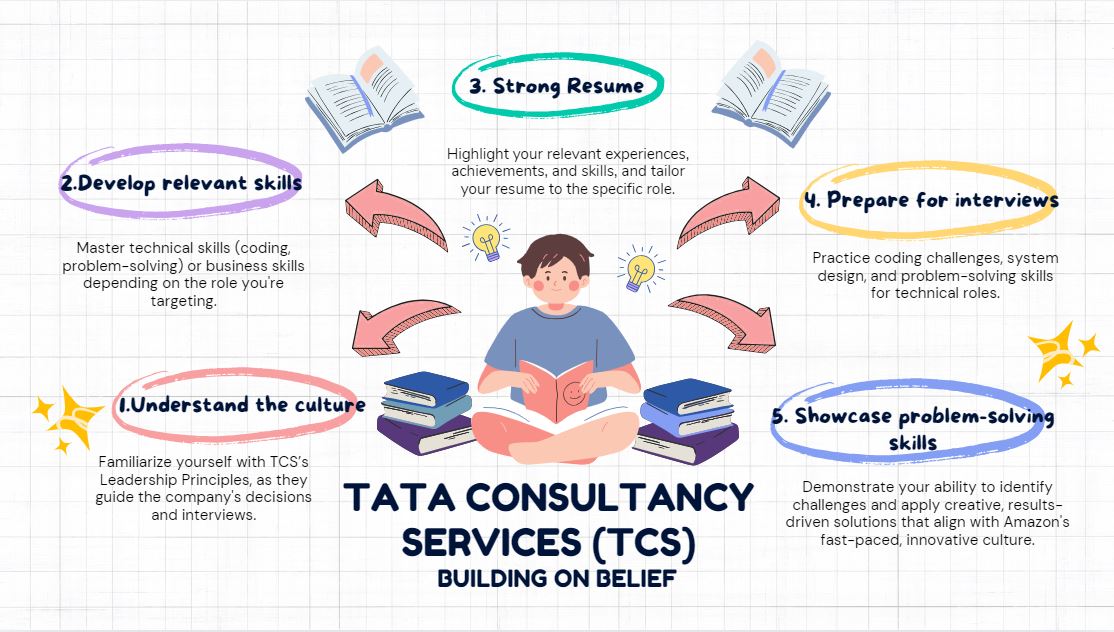 3. Strong Resume
Highlight your relevant experiences,
achievements, and skills, and tailor
your resume to the specific role.
2.Develop relevant skills
Master technical skills (coding,
problem-solving) or business skills
depending on the role you're
targeting.
4. Prepare for interviews
Practice coding challenges, system
design, and problem-solving skills
for technical roles.
1.Understand the culture
Familiarize yourself with TCS's
Leadership Principles, as they
guide the company's decisions
and interviews.
5. Showcase problem-solving
skills
Demonstrate your ability to identify
challenges and apply creative, results-
driven solutions that align with Amazon's
fast-paced, innovative culture.
TATA CONSULTANCY
SERVICES (TCS)
BUILDING ON BELIEF